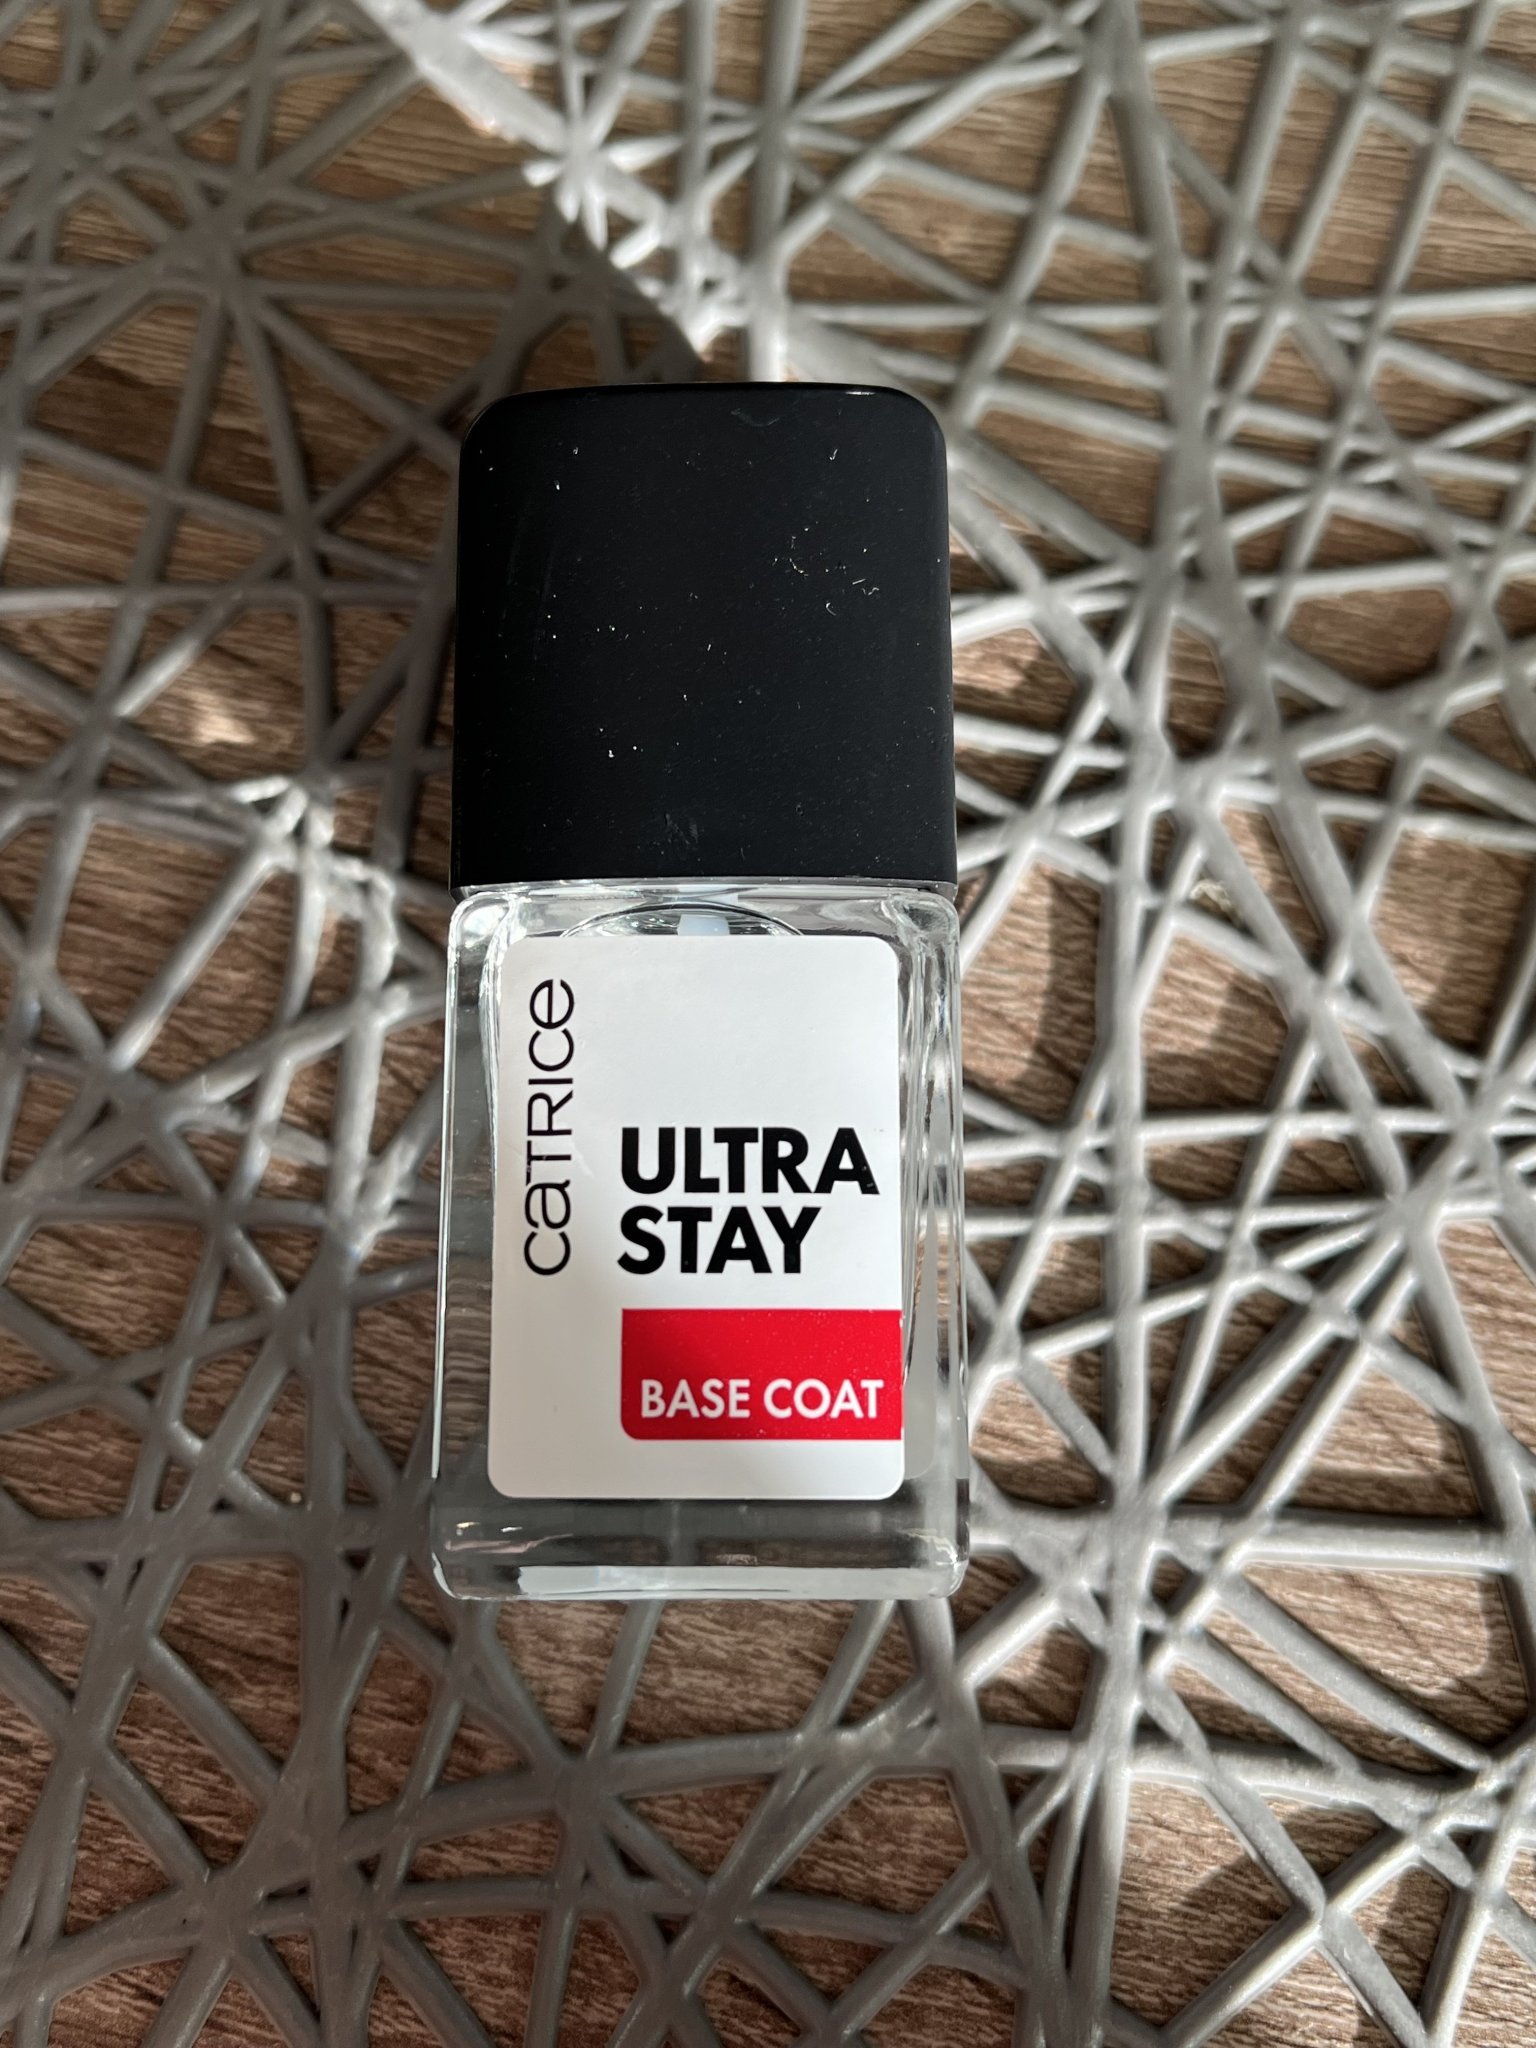 CATRICE
ULTRA
STAY
BASE COAT